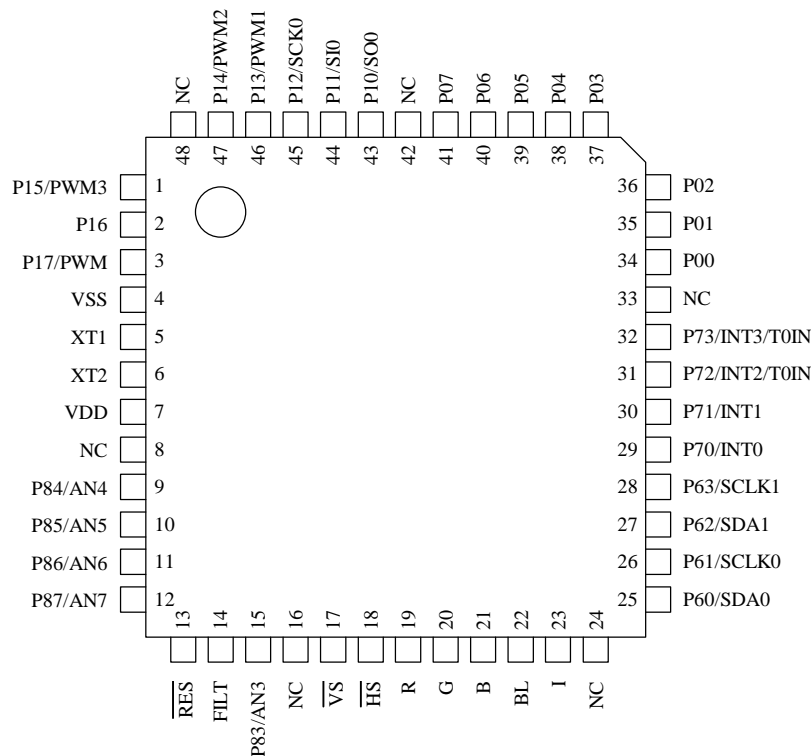 NC
P14/PWM2
P13/PWM1
P12/SCK0
P11/SI0
P10/SO0
NC
P07
P06
P05
P04
P03
48
47
46
45
44
43
42
41
40
39
38
37
P15/PWM3 1
P16 2
P17/PWM 3
VSS 4
XT1 5
XT2 6
VDD 7
NC 8
P84/AN4 9
P85/AN5 10
P86/AN6 11
P87/AN7 12
36 P02
35 P01
34 P00
33 NC
32 P73/INT3/T0IN
31 P72/INT2/T0IN
30 P71/INT1
29 P70/INT0
28 P63/SCLK1
27 P62/SDA1
26 P61/SCLK0
25 P60/SDA0
13
14
15
16
17
18
19
20
21
22
23
24
RES
FILT
P83/AN3
NC
VS
HS
R
G
B
BL
I
NC